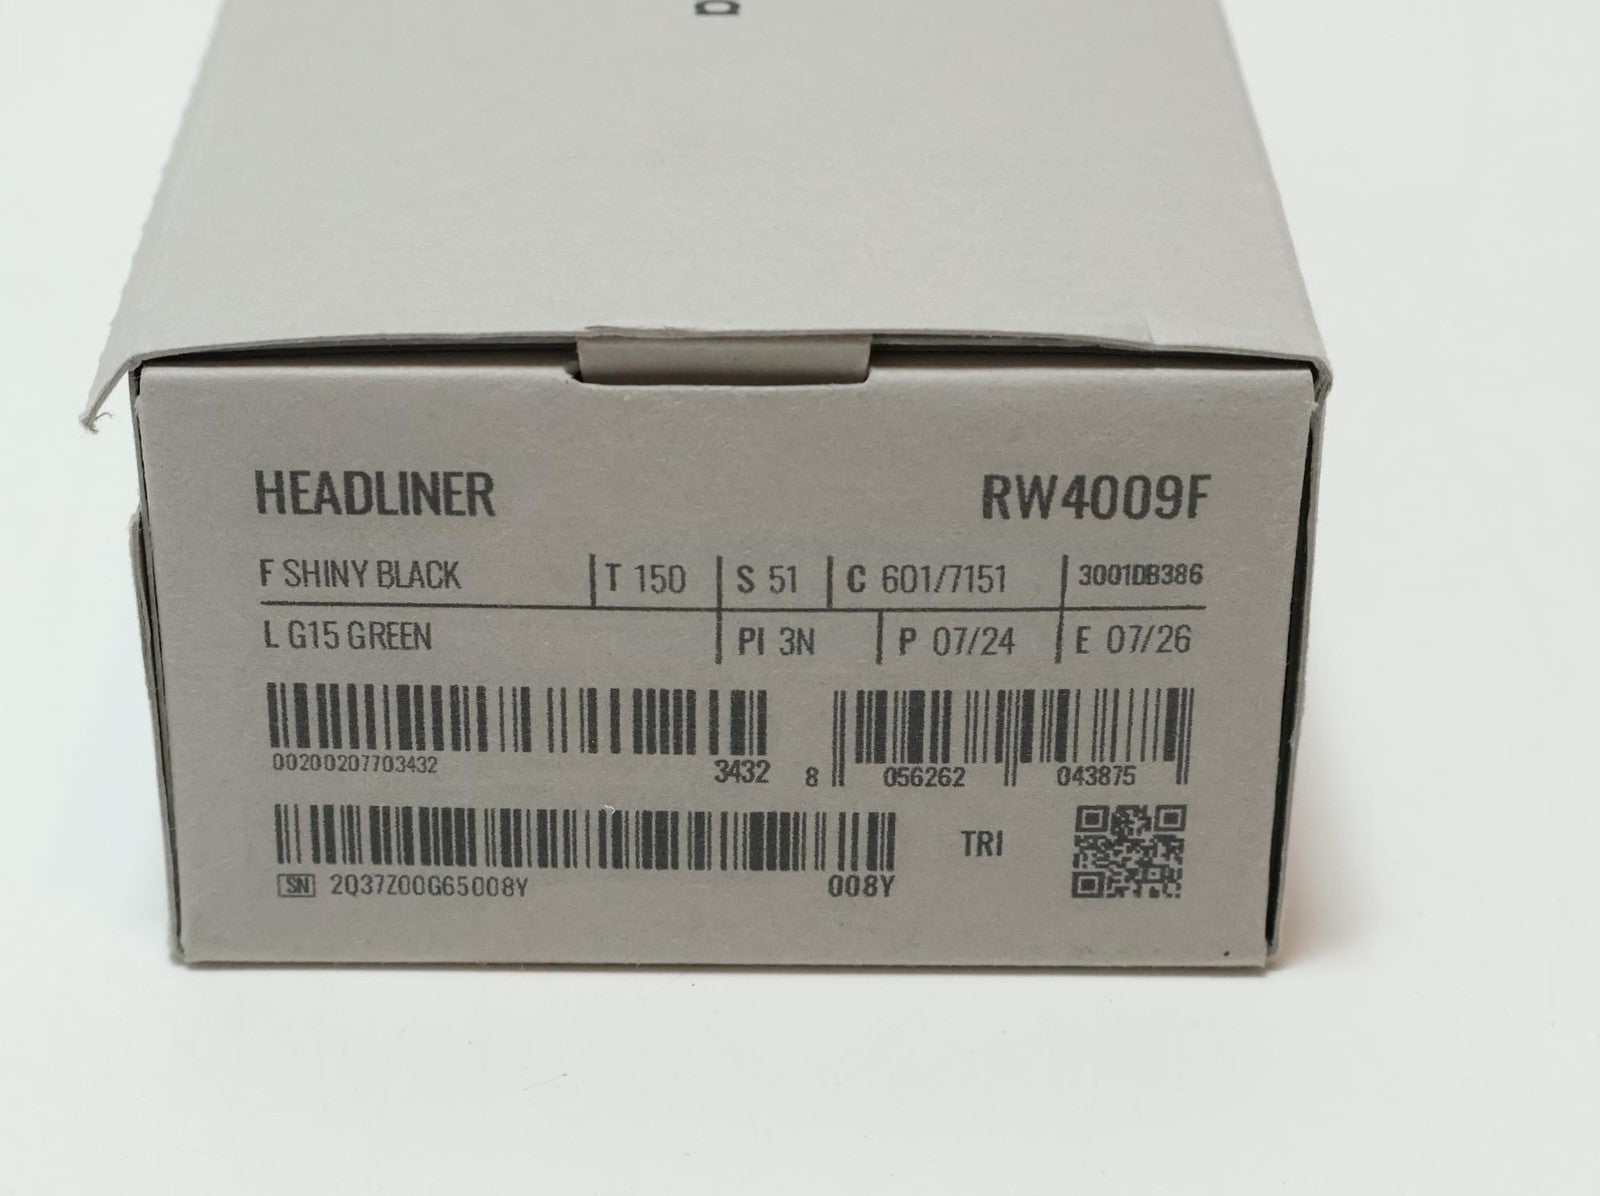 a
HEADLINER RW4009F
F SHINY BLACK T 150 S 51 C 601/7151 3001DB386
L G15 GREEN PI 3N P 07/24 E 07/26
00200207703432 3432 8 056262 043875
TRI
SN 2Q37Z00G65008Y 008Y